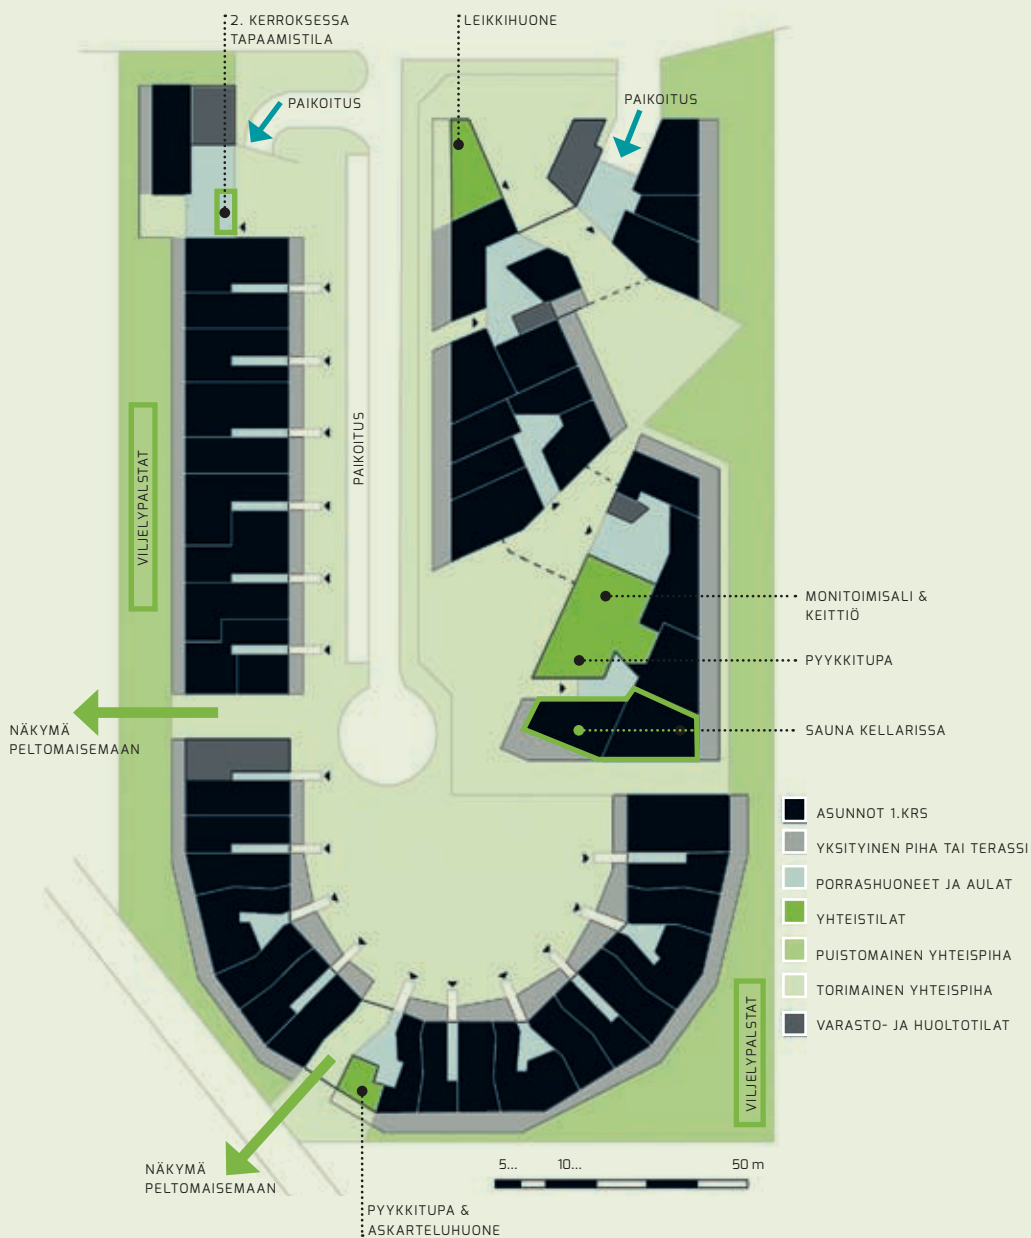 2. KERROKSESSA
TAPAAMISTILA
LEIKKIHUONE
PAIKOITUS
PAIKOITUS
PAIKOITUS
VILJELYPALSTAT
MONITOIMISALI &
KEITTIÖ
PYYKKITUPA
SAUNA KELLARISSA
NÄKYMÄ
PELTOMAISEMAAN
ASUNNOT 1.KRS
YKSITYINEN PIHA TAI TERASSI
PORRASHUONEET JA AULAT
YHTEISTILAT
PUISTOMAINEN YHTEISPIHA
TORIMAINEN YHTEISPIHA
VARASTO- JA HUOLTOTILAT
VILJELYPALSTAT
NÄKYMÄ
PELTOMAISEMAAN
5... 10... 50 m
PYYKKITUPA &
ASKARTELUHUONE